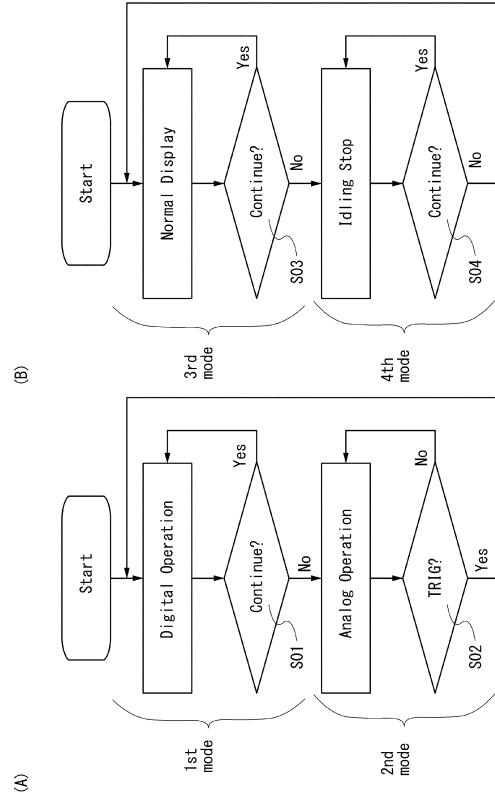 (A)
Start
Digital Operation
Continue?
Yes
No
S01
1st
mode
Analog Operation
TRIG?
No
Yes
S02
2nd
mode
(B)
Start
Normal Display
Continue?
Yes
No
S03
3rd
mode
Idling Stop
Continue?
Yes
No
S04
4th
mode